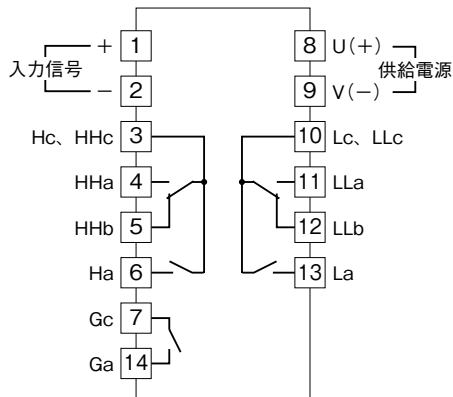 + 1
入力信号
− 2
Hc、HHc 3
HHa 4
HHb 5
Ha 6
Gc 7
Ga 14
8 U(+)
供給電源
9 V(−)
10 Lc、LLc
11 LLa
12 LLb
13 La